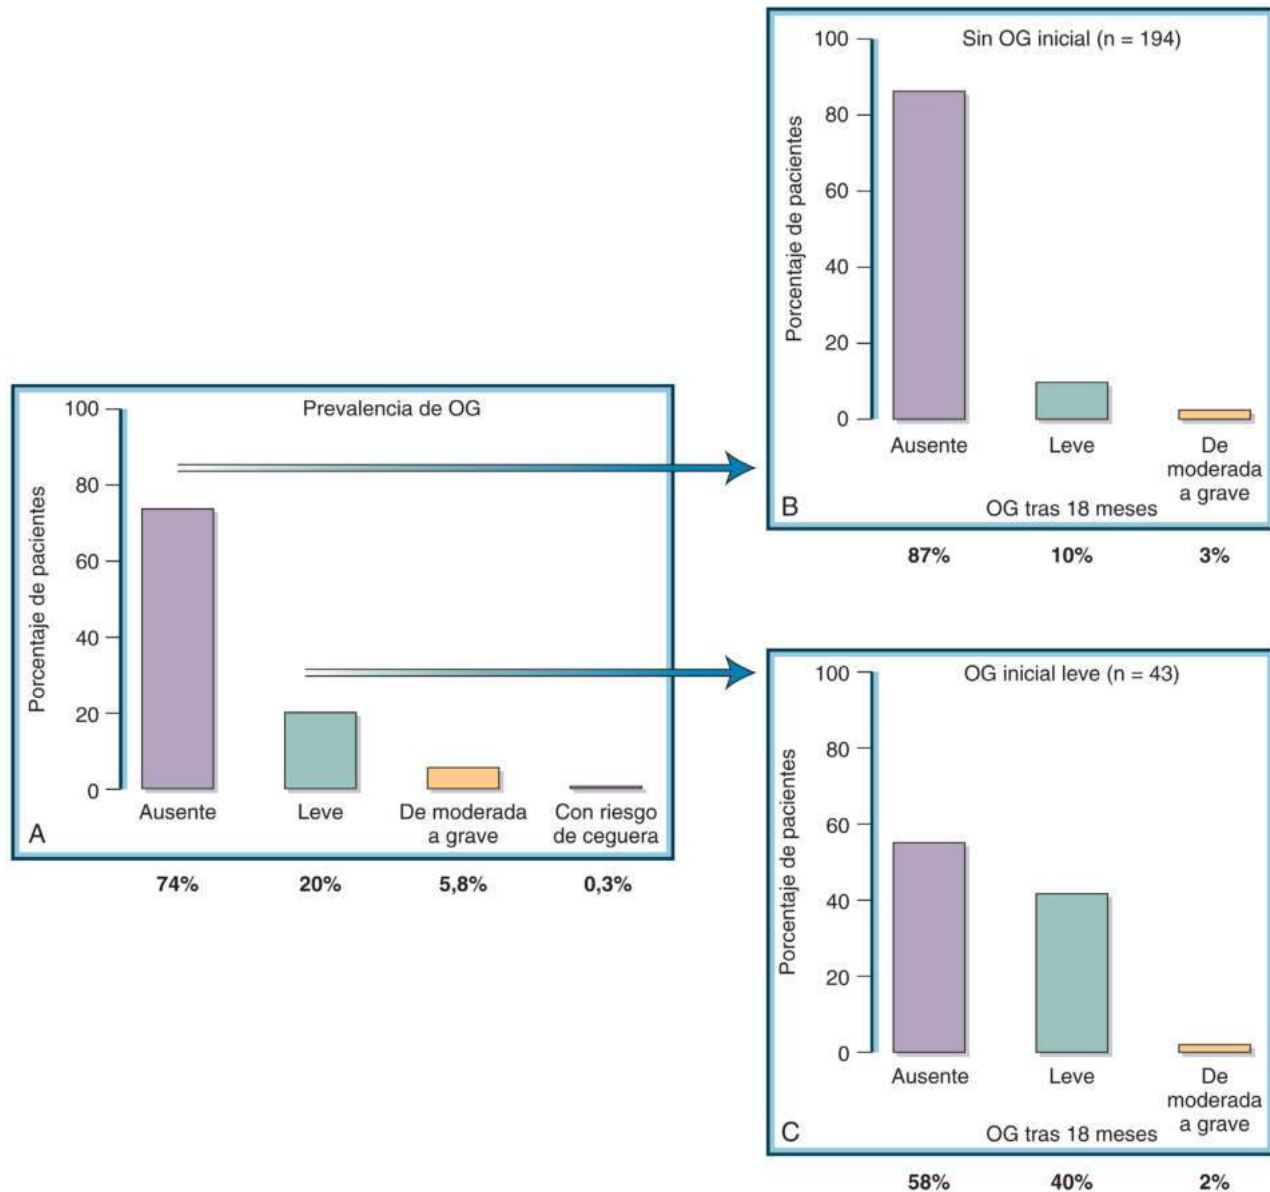 Prevalencia de OG
Porcentaje de pacientes
100
80
60
40
20
0
Ausente
Leve
De moderada
a grave
Con riesgo
de ceguera
A
74%
20%
5,8%
0,3%
Sin OG inicial (n = 194)
Porcentaje de pacientes
100
80
60
40
20
0
Ausente
Leve
De
moderada
a grave
B
OG tras 18 meses
87%
10%
3%
OG inicial leve (n = 43)
Porcentaje de pacientes
100
80
60
40
20
0
Ausente
Leve
De
moderada
a grave
C
OG tras 18 meses
58%
40%
2%